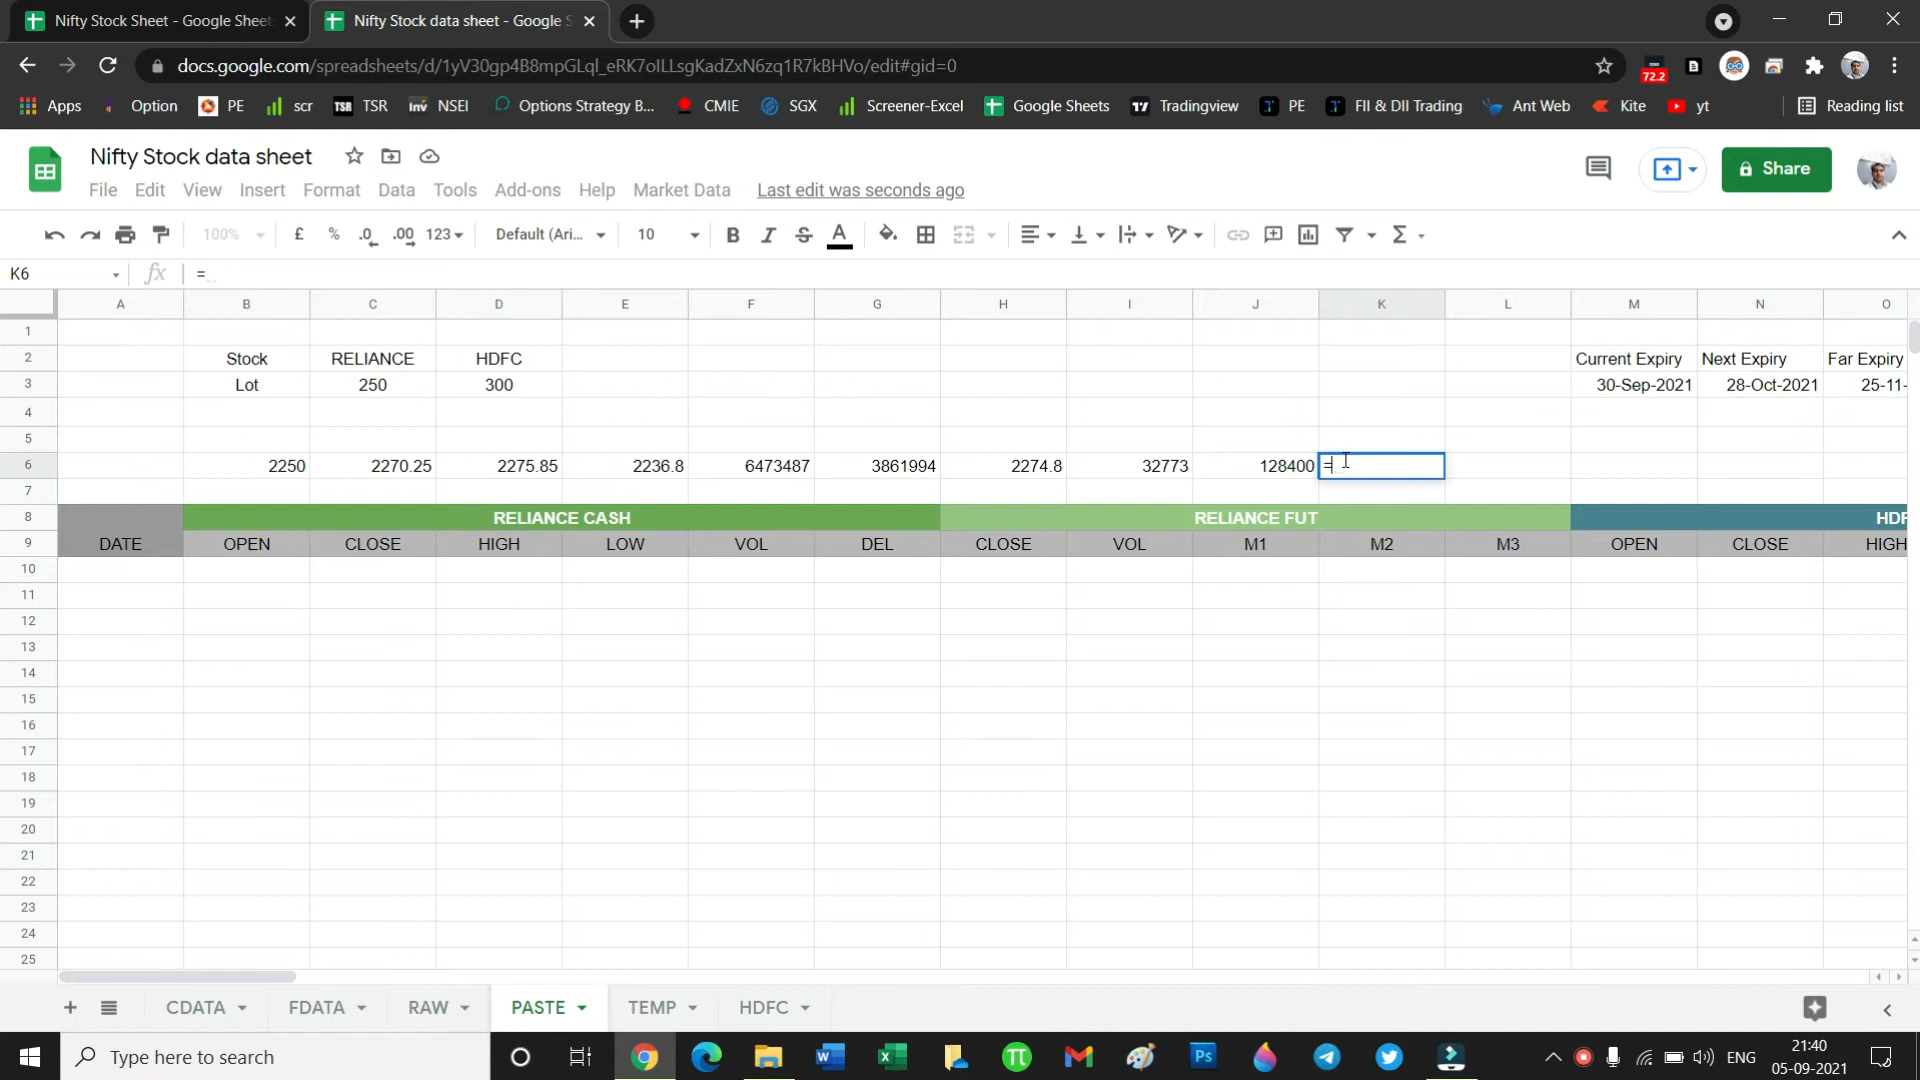 Nifty Stock Sheet - Google Sheet
Nifty Stock data sheet - Google S
docs.google.com/spreadsheets/d/1yV30gp4B8mpGLql_eRK7oILLsgKadZxN6zq1R7kBHVo/edit#gid=0
72.2
Apps Option PE scr TSR TSR Inv NSEI Options Strategy B... CMIE SGX Screener-Excel Google Sheets Tradingview PE FII & DII Trading Ant Web Kite yt Reading list
Nifty Stock data sheet
Share
File Edit View Insert Format Data Tools Add-ons Help Market Data Last edit was seconds ago
100% £ % .0 .00 123 Default (Ari... 10 B I S A Σ
K6 fx =
A B C D E F G H I J K L M N O
1
2 Stock RELIANCE HDFC Current Expiry Next Expiry Far Expiry
3 Lot 250 300 30-Sep-2021 28-Oct-2021 25-11-
4
5
6 2250 2270.25 2275.85 2236.8 6473487 3861994 2274.8 32773 128400 =
7
8 RELIANCE CASH RELIANCE FUT HDF
9 DATE OPEN CLOSE HIGH LOW VOL DEL CLOSE VOL M1 M2 M3 OPEN CLOSE HIGH
10
11
12
13
14
15
16
17
18
19
20
21
22
23
24
25
+ CDATA FDATA RAW PASTE TEMP HDFC
Type here to search
ENG
21:40
05-09-2021